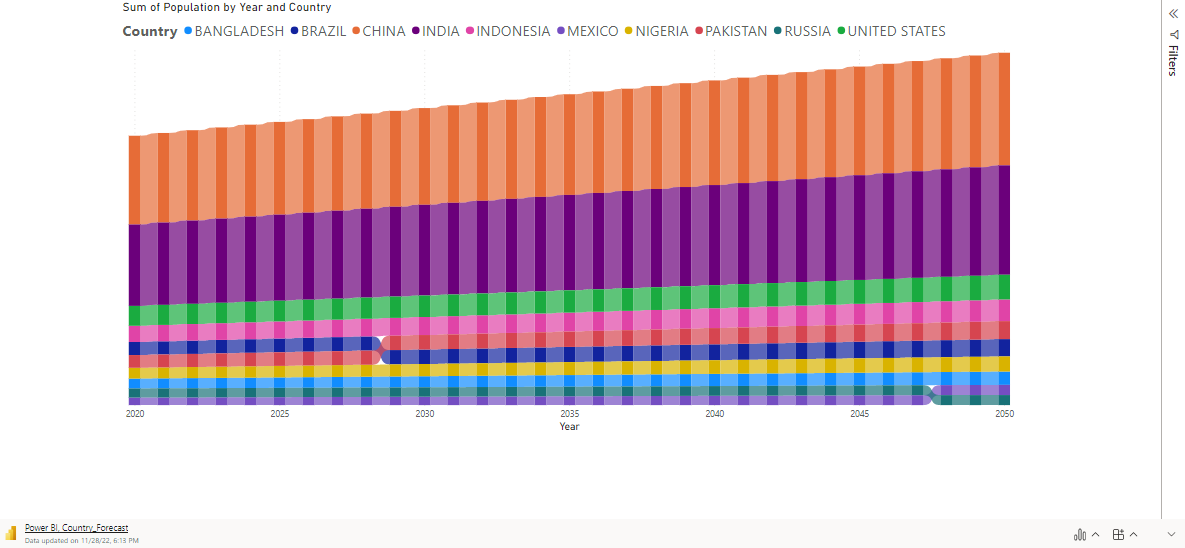 Sum of Population by Year and Country
Country BANGLADESH BRAZIL CHINA INDIA INDONESIA MEXICO NIGERIA PAKISTAN RUSSIA UNITED STATES
Filters
2020 2025 2030 2035 2040 2045 2050
Year
Power BI, Country_Forecast
Data updated on 11/28/22, 6:13 PM